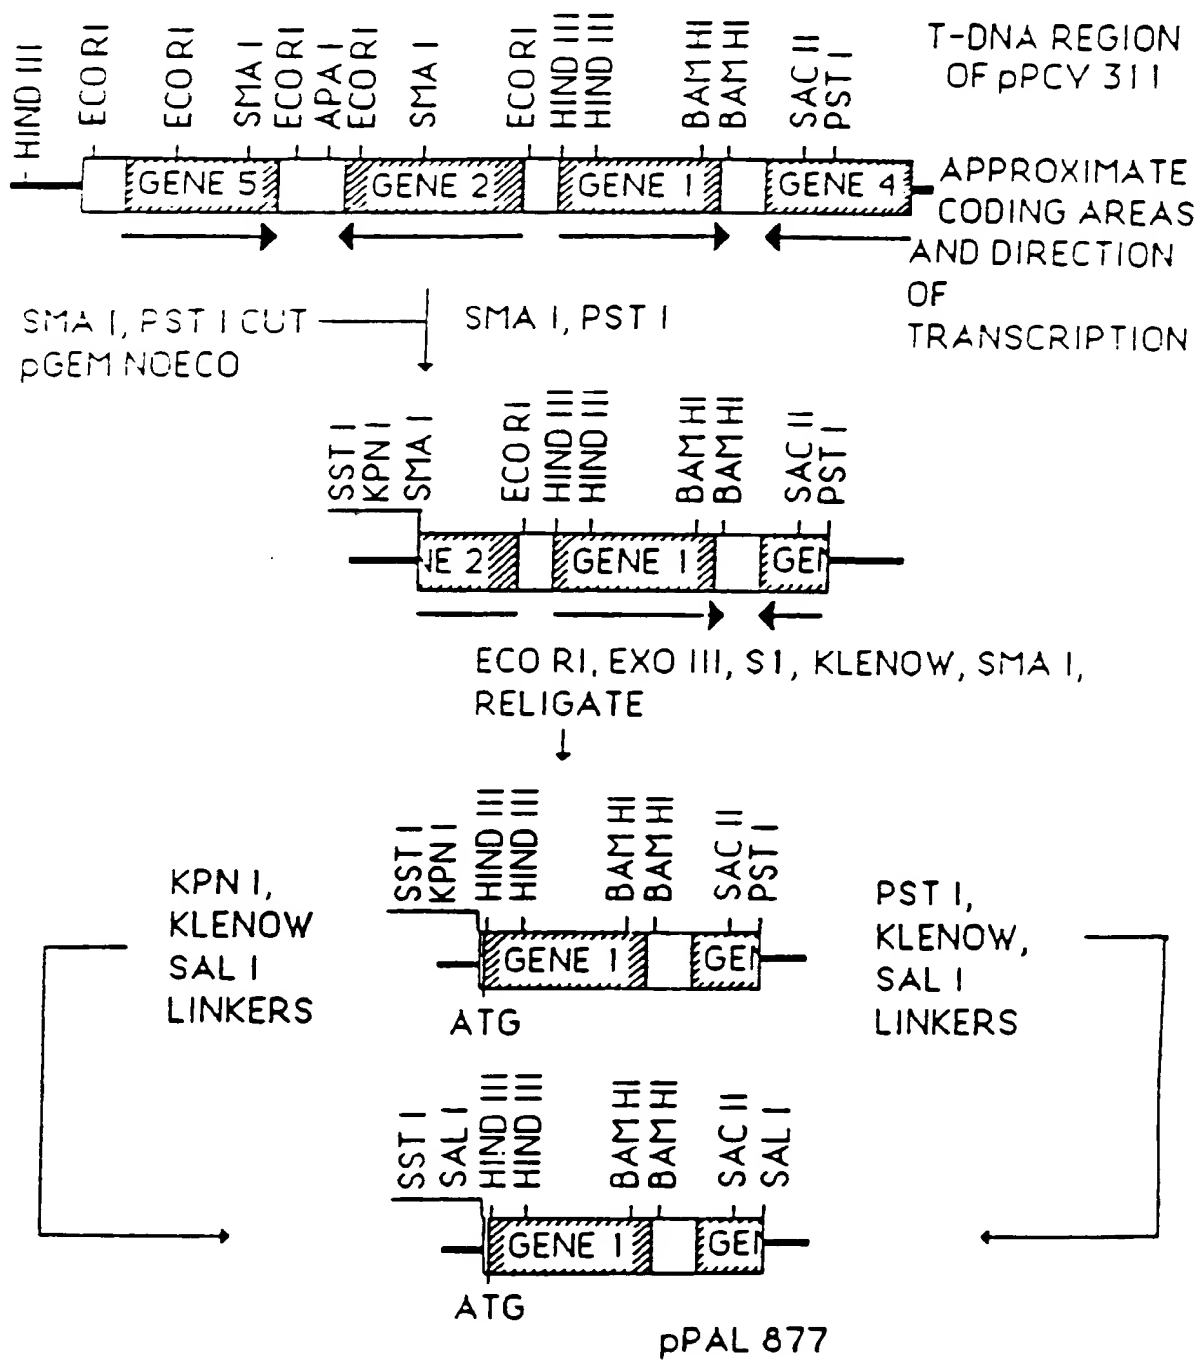 HIND III
ECO RI
ECO RI
SMA I
ECO RI
APA I
ECO RI
SMA I
ECO RI
HIND III
HIND III
BAM HI
BAM HI
SAC II
PST I
T-DNA REGION
OF pPCY 311
GENE 5
GENE 2
GENE 1
GENE 4
APPROXIMATE
CODING AREAS
AND DIRECTION
OF
TRANSCRIPTION
SMA I, PST I CUT
pGEM NOECO
SMA I, PST I
SST I
KPN I
SMA I
ECO RI
HIND III
HIND III
BAM HI
BAM HI
SAC II
PST I
NE 2
GENE 1
GEN
ECO RI, EXO III, S1, KLENOW, SMA I,
RELIGATE
SST I
KPN I
HIND III
HIND III
BAM HI
BAM HI
SAC II
PST I
KPN I,
KLENOW
SAL I
LINKERS
GENE 1
GEN
ATG
PST I,
KLENOW,
SAL I
LINKERS
SST I
SAL I
HIND III
HIND III
BAM HI
BAM HI
SAC II
SAL I
GENE 1
GEN
ATG
pPAL 877